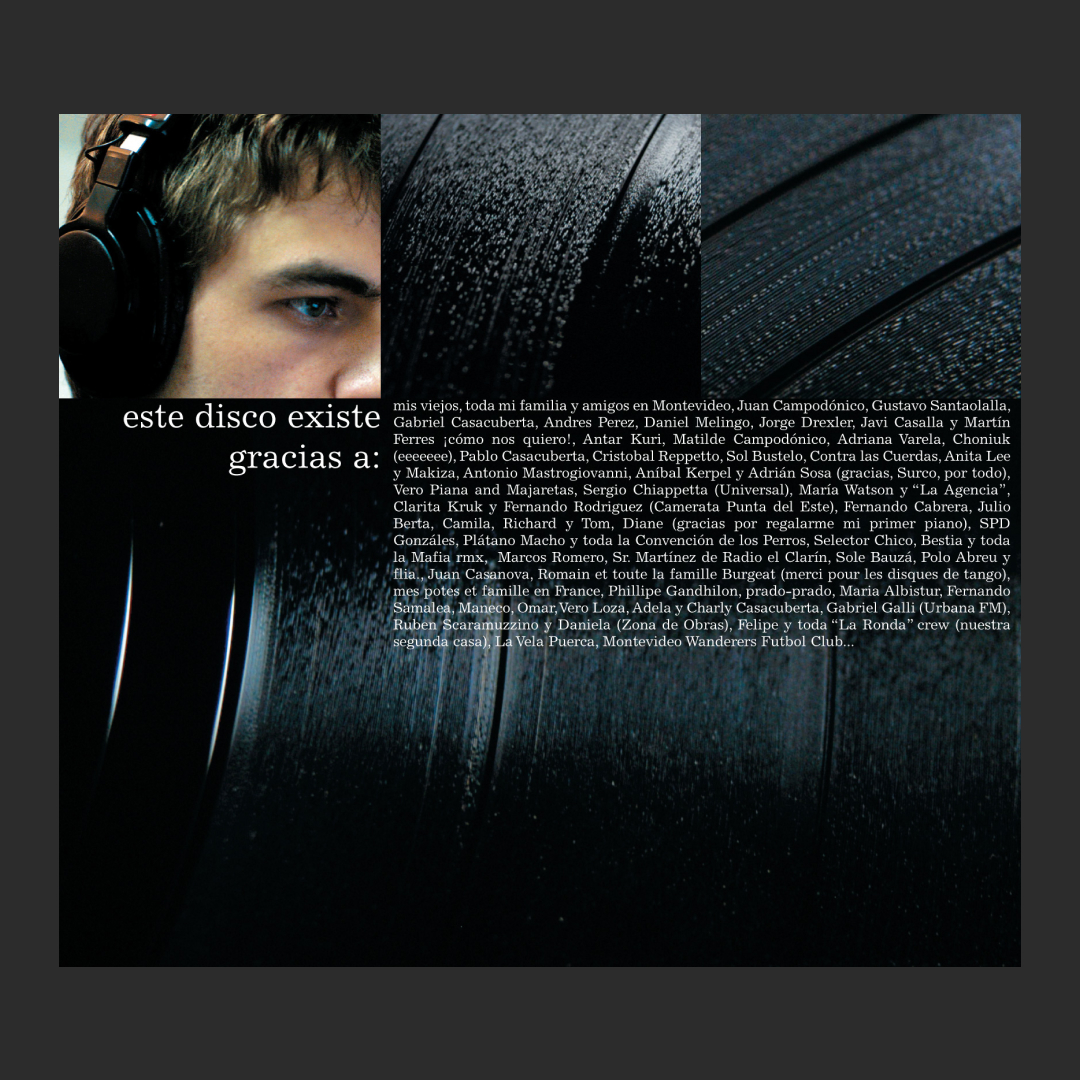 este disco existe
gracias a:
mis viejos, toda mi familia y amigos en Montevideo, Juan Campodónico, Gustavo Santaolalla,
Gabriel Casacuberta, Andres Perez, Daniel Melingo, Jorge Drexler, Javi Casalla y Martín
Ferres ¡cómo nos quiero!, Antar Kuri, Matilde Campodónico, Adriana Varela, Choniuk
(eeeeeee), Pablo Casacuberta, Cristobal Reppetto, Sol Bustelo, Contra las Cuerdas, Anita Lee
y Makiza, Antonio Mastrogiovanni, Aníbal Kerpel y Adrián Sosa (gracias, Surco, por todo),
Vero Piana and Majaretas, Sergio Chiappetta (Universal), María Watson y “La Agencia”,
Clarita Kruk y Fernando Rodriguez (Camerata Punta del Este), Fernando Cabrera, Julio
Berta, Camila, Richard y Tom, Diane (gracias por regalarme mi primer piano), SPD
Gonzáles, Plátano Macho y toda la Convención de los Perros, Selector Chico, Bestia y toda
la Mafia rmx, Marcos Romero, Sr. Martínez de Radio el Clarín, Sole Bauzá, Polo Abreu y
flia., Juan Casanova, Romain et toute la famille Burgeat (merci pour les disques de tango),
mes potes et famille en France, Phillipe Gandhilon, prado-prado, Maria Albistur, Fernando
Samalea, Maneco, Omar, Vero Loza, Adela y Charly Casacuberta, Gabriel Galli (Urbana FM),
Ruben Scaramuzzino y Daniela (Zona de Obras), Felipe y toda “La Ronda” crew (nuestra
segunda casa), La Vela Puerca, Montevideo Wanderers Futbol Club...